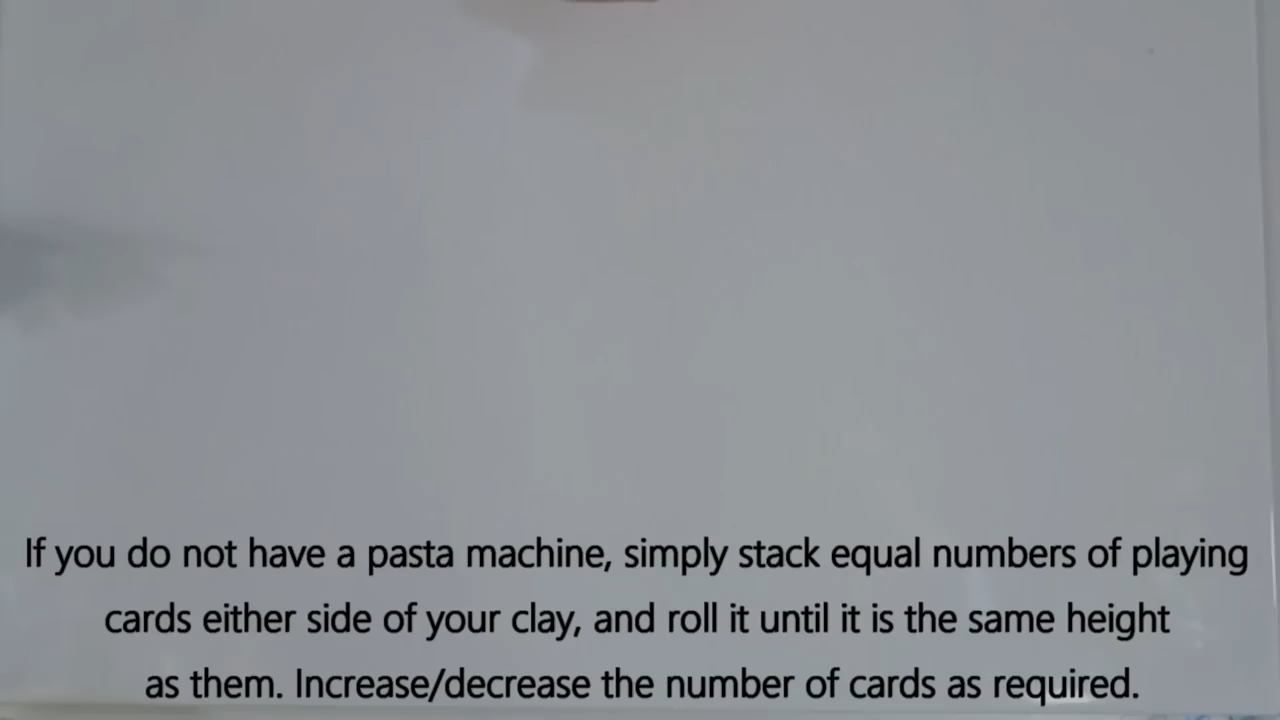 If you do not have a pasta machine, simply stack equal numbers of playing
cards either side of your clay, and roll it until it is the same height
as them. Increase/decrease the number of cards as required.